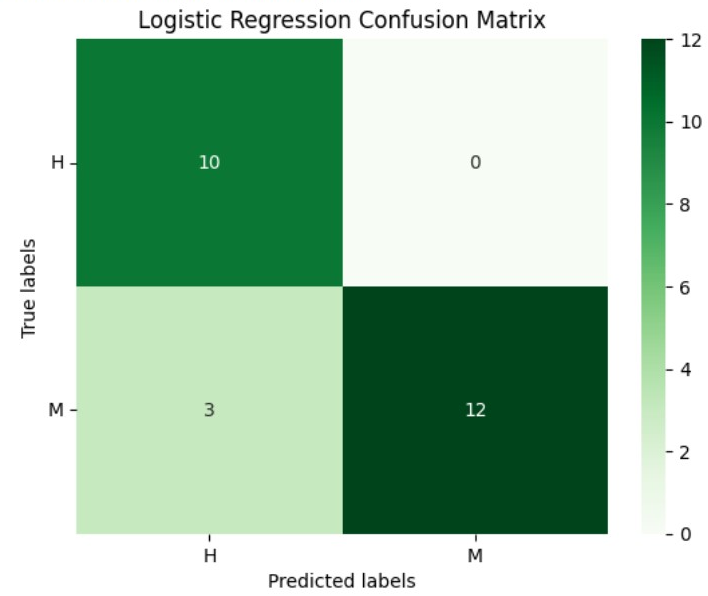 Logistic Regression Confusion Matrix
12
10
8
6
4
2
0
True labels
H
10
0
M
3
12
H
M
Predicted labels